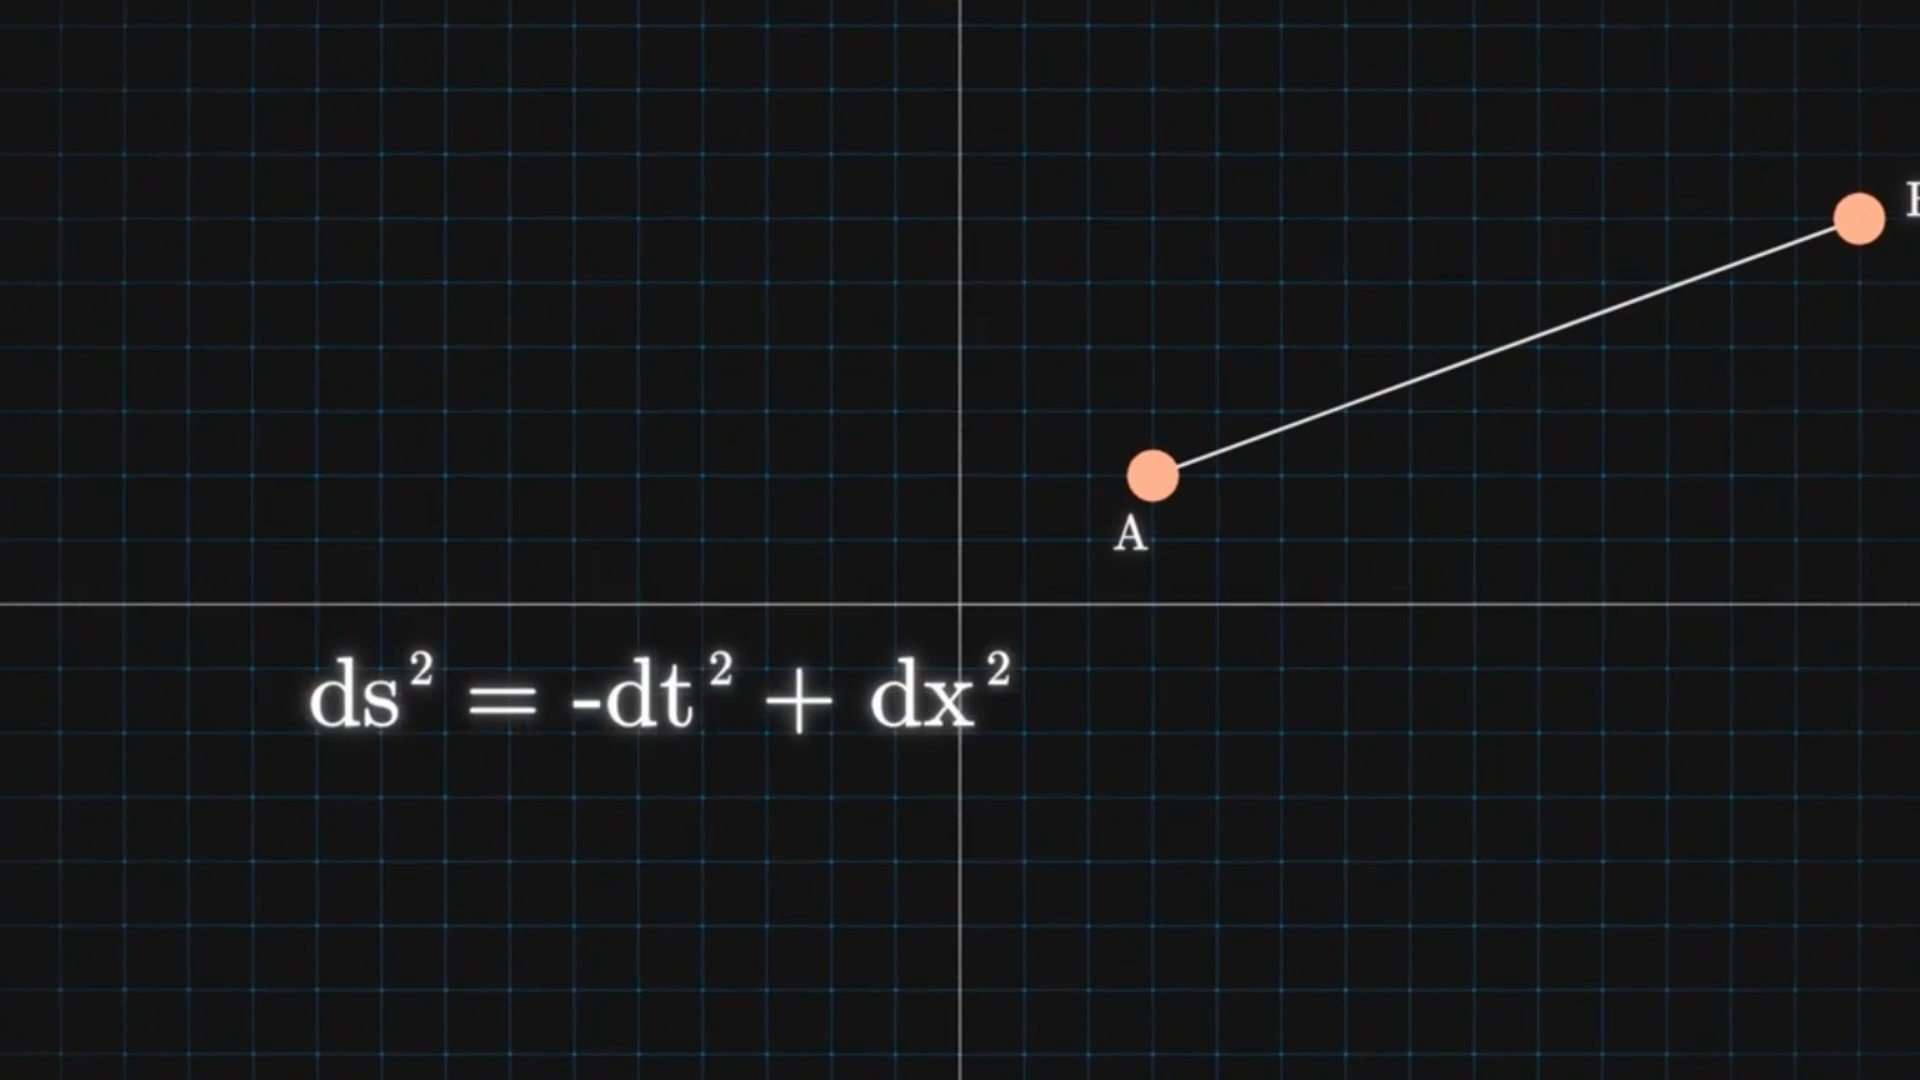 A
ds² = -dt² + dx²